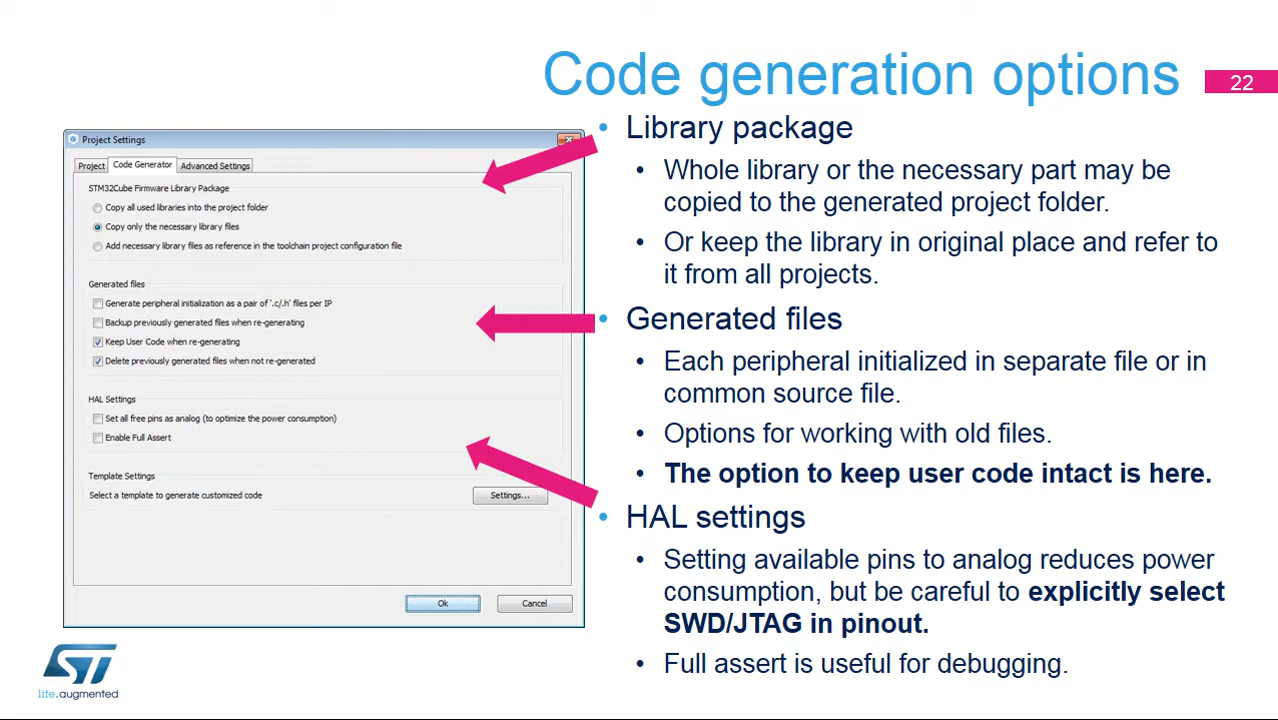 Code generation options
22
Project Settings
Project
Code Generator
Advanced Settings
STM32Cube Firmware Library Package
Copy all used libraries into the project folder
Copy only the necessary library files
Add necessary library files as reference in the toolchain project configuration file
Generated files
Generate peripheral initialization as a pair of '.c/.h' files per IP
Backup previously generated files when re-generating
Keep User Code when re-generating
Delete previously generated files when not re-generated
HAL Settings
Set all free pins as analog (to optimize the power consumption)
Enable Full Assert
Template Settings
Select a template to generate customized code
Settings...
Ok
Cancel
• Library package
• Whole library or the necessary part may be
copied to the generated project folder.
• Or keep the library in original place and refer to
it from all projects.
• Generated files
• Each peripheral initialized in separate file or in
common source file.
• Options for working with old files.
• The option to keep user code intact is here.
• HAL settings
• Setting available pins to analog reduces power
consumption, but be careful to explicitly select
SWD/JTAG in pinout.
• Full assert is useful for debugging.
ST
life.augmented